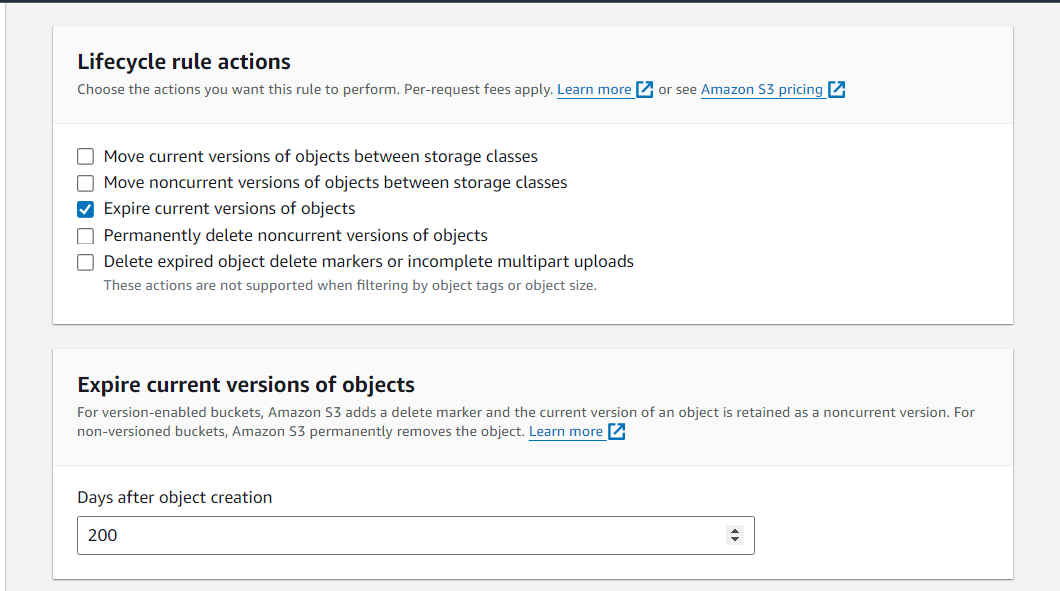 Lifecycle rule actions
Choose the actions you want this rule to perform. Per-request fees apply. Learn more or see Amazon S3 pricing
Move current versions of objects between storage classes
Move noncurrent versions of objects between storage classes
Expire current versions of objects
Permanently delete noncurrent versions of objects
Delete expired object delete markers or incomplete multipart uploads
These actions are not supported when filtering by object tags or object size.
Expire current versions of objects
For version-enabled buckets, Amazon S3 adds a delete marker and the current version of an object is retained as a noncurrent version. For
non-versioned buckets, Amazon S3 permanently removes the object. Learn more
Days after object creation
200